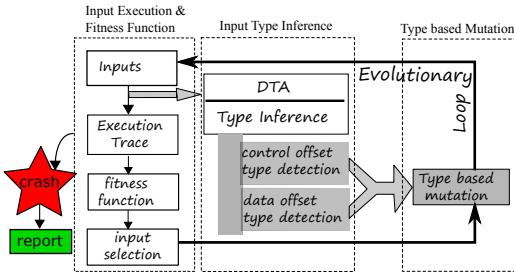 Input Execution &
Fitness Function
Input Type Inference
Type based Mutation
Inputs
Evolutionary
Loop
DTA
Type Inference
Execution
Trace
control offset
type detection
crash
fitness
function
Type based
mutation
data offset
type detection
report
input
selection